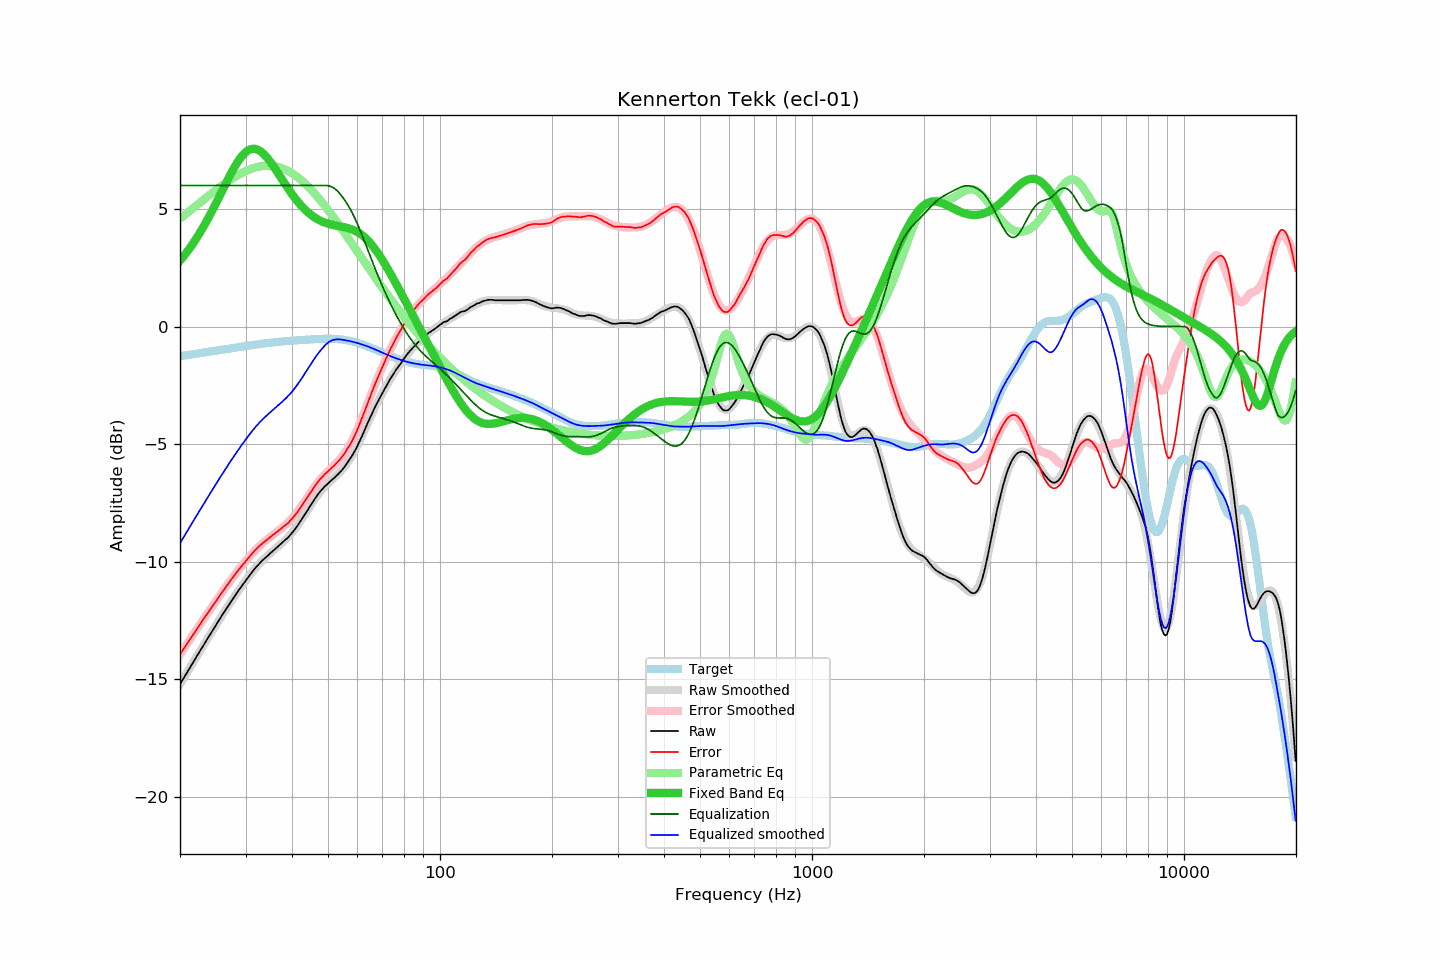 Kennerton Tekk (ecl-01)
Amplitude (dBr)
5
0
−5
−10
−15
−20
100
1000
10000
Frequency (Hz)
Target
Raw Smoothed
Error Smoothed
Raw
Error
Parametric Eq
Fixed Band Eq
Equalization
Equalized smoothed